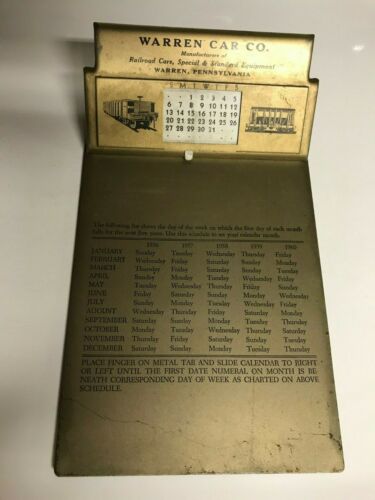 WARREN CAR CO.
Manufacturers of
Railroad Cars, Special & Standard Equipment
WARREN, PENNSYLVANIA
S M T W T F S
1 2 3 4 5
6 7 8 9 10 11 12
13 14 15 16 17 18 19
20 21 22 23 24 25 26
27 28 29 30 31
The following list shows the day of the week on which the first day of each month
falls for the next five years. Use this schedule to set your calendar month.
1956 1957 1958 1959 1960
JANUARY Sunday Tuesday Wednesday Thursday Friday
FEBRUARY Wednesday Friday Saturday Sunday Monday
MARCH Thursday Friday Saturday Sunday Tuesday
APRIL Sunday Monday Tuesday Wednesday Friday
MAY Tuesday Wednesday Thursday Friday Sunday
JUNE Friday Saturday Sunday Monday Wednesday
JULY Sunday Monday Tuesday Wednesday Friday
AUGUST Wednesday Thursday Friday Saturday Monday
SEPTEMBER Saturday Sunday Monday Tuesday Thursday
OCTOBER Monday Tuesday Wednesday Thursday Saturday
NOVEMBER Thursday Friday Saturday Sunday Tuesday
DECEMBER Saturday Sunday Monday Tuesday Thursday
PLACE FINGER ON METAL TAB AND SLIDE CALENDAR TO RIGHT
OR LEFT UNTIL THE FIRST DATE NUMERAL ON MONTH IS BE-
NEATH CORRESPONDING DAY OF WEEK AS CHARTED ON ABOVE
SCHEDULE.